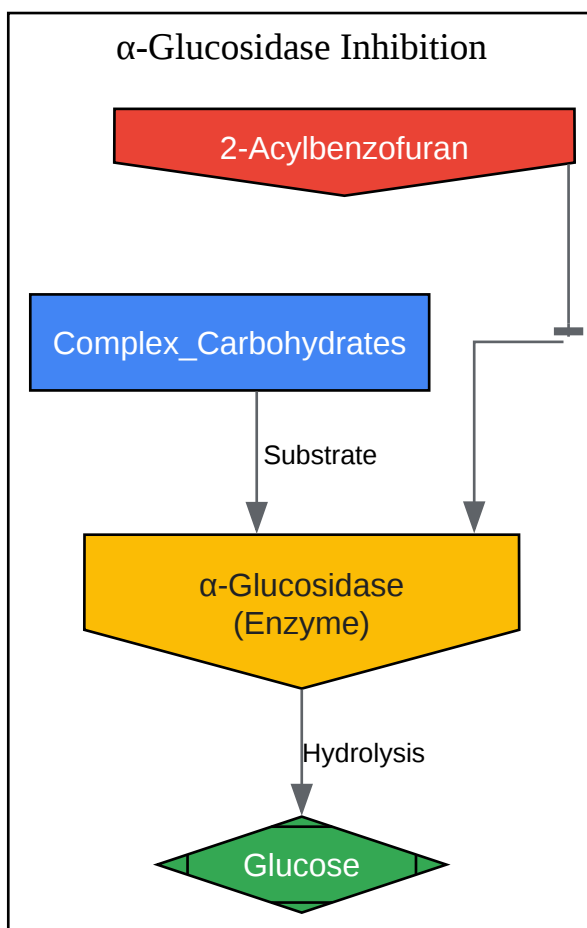 α-Glucosidase Inhibition
2-Acylbenzofuran
Complex_Carbohydrates
Substrate
α-Glucosidase
(Enzyme)
Hydrolysis
Glucose